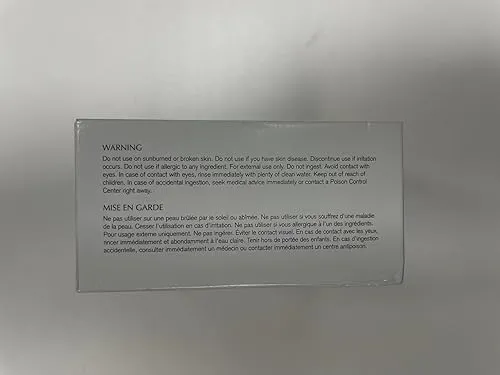 WARNING
Do not use on sunburned or broken skin. Do not use if you have skin disease. Discontinue use if irritation
occurs. Do not use if allergic to any ingredient. For external use only. Do not ingest. Avoid contact with
eyes. In case of contact with eyes, rinse immediately with plenty of clean water. Keep out of reach of
children. In case of accidental ingestion, seek medical advice immediately or contact a Poison Control
Center right away.
MISE EN GARDE
Ne pas utiliser sur une peau brûlée par le soleil ou abîmée. Ne pas utiliser si vous souffrez d'une maladie
de la peau. Cesser l'utilisation en cas d'irritation. Ne pas utiliser si vous allergique à l'un des ingrédients.
Pour usage externe uniquement. Ne pas ingérer. Éviter le contact visuel. En cas de contact avec les yeux,
rincer immédiatement et abondamment à l'eau claire. Tenir hors de portée des enfants. En cas d'ingestion
accidentelle, consulter immédiatement un médecin ou contacter immédiatement un centre antipoison.